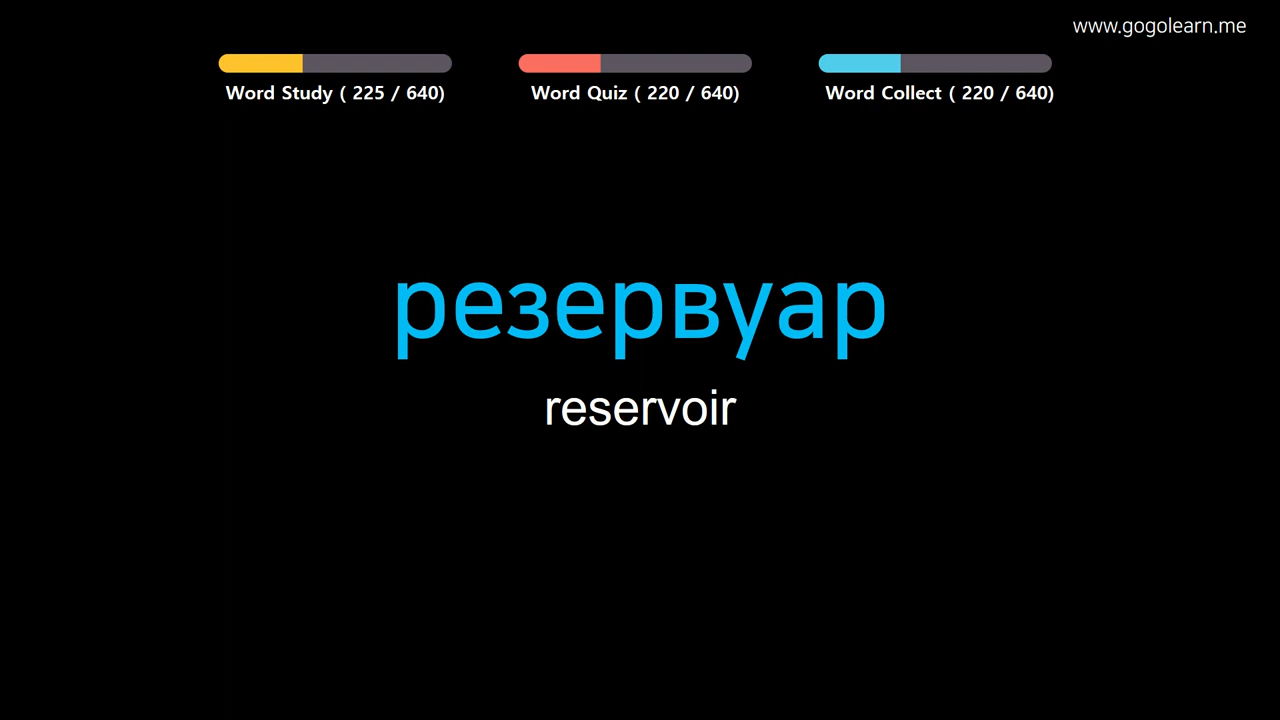 www.gogolearn.me
Word Study ( 225 / 640)
Word Quiz ( 220 / 640)
Word Collect ( 220 / 640)
резервуар
reservoir